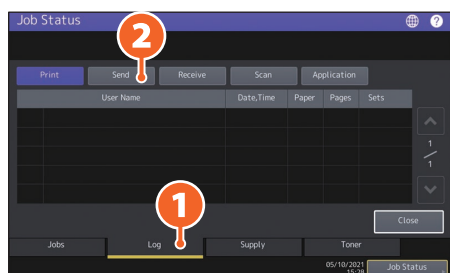 Job Status
?
2
Print Send Receive Scan Application
User Name Date,Time Paper Pages Sets
1
1
1
Close
Jobs Log Supply Toner
05/10/2021
15:28
Job Status